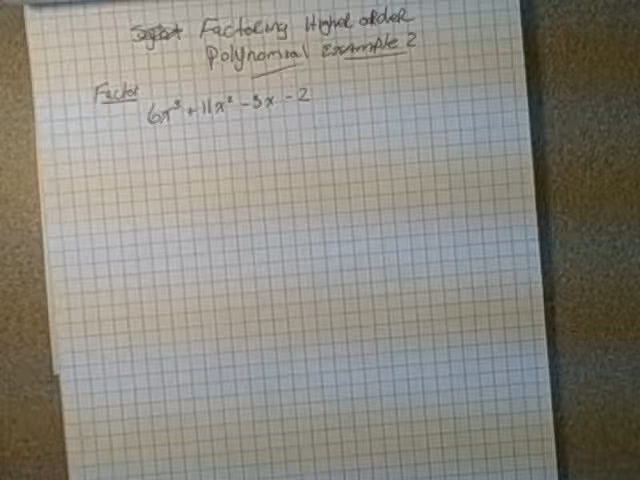 Factoring Higher order
Polynomial Example 2
Factor
6x³ + 11x² - 3x - 2